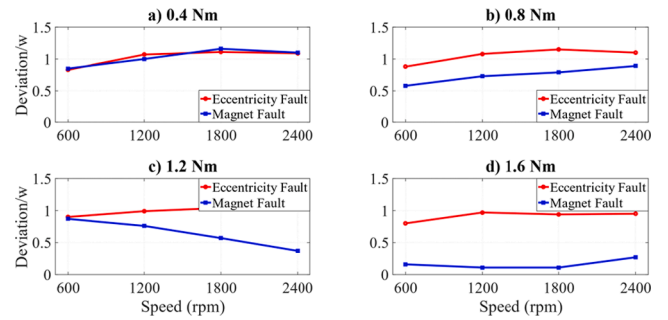 a) 0.4 Nm
Deviation/w
1.5
1
0.5
0
Eccentricity Fault
Magnet Fault
600 1200 1800 2400
b) 0.8 Nm
1.5
1
0.5
0
Eccentricity Fault
Magnet Fault
600 1200 1800 2400
c) 1.2 Nm
Deviation/w
1.5
1
0.5
0
Eccentricity Fault
Magnet Fault
600 1200 1800 2400
Speed (rpm)
d) 1.6 Nm
1.5
1
0.5
0
Eccentricity Fault
Magnet Fault
600 1200 1800 2400
Speed (rpm)